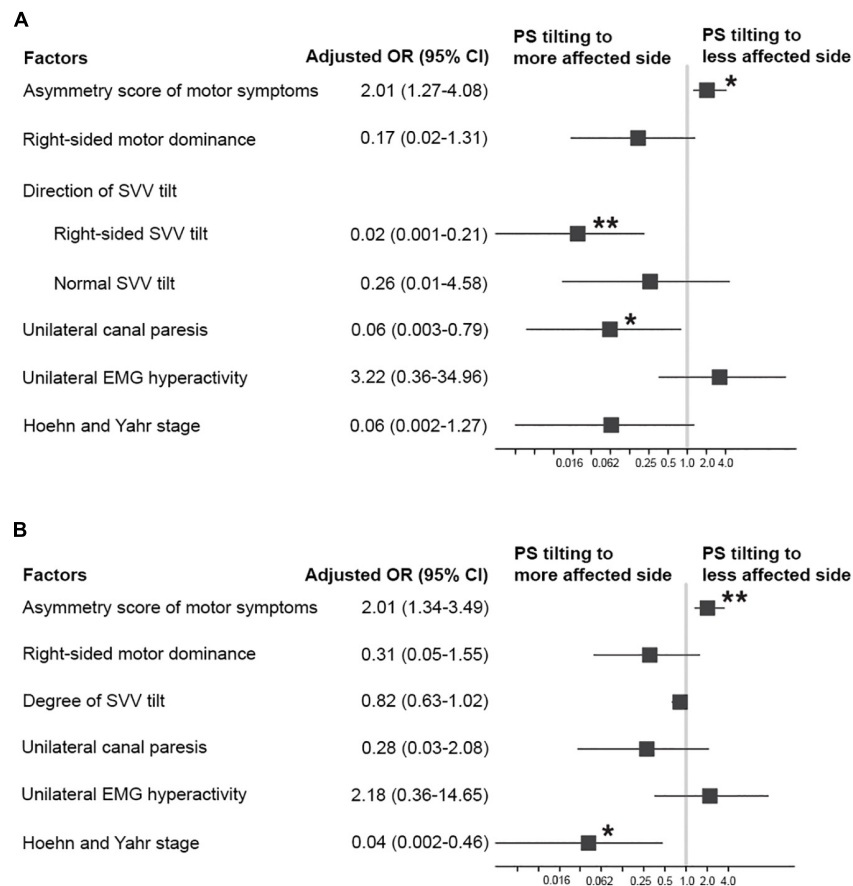 A
PS tilting to more affected side
PS tilting to less affected side
Factors
Adjusted OR (95% CI)
Asymmetry score of motor symptoms 2.01 (1.27-4.08) *
Right-sided motor dominance 0.17 (0.02-1.31)
Direction of SVV tilt
Right-sided SVV tilt 0.02 (0.001-0.21) **
Normal SVV tilt 0.26 (0.01-4.58)
Unilateral canal paresis 0.06 (0.003-0.79) *
Unilateral EMG hyperactivity 3.22 (0.36-34.96)
Hoehn and Yahr stage 0.06 (0.002-1.27)
0.016 0.062 0.25 0.5 1.0 2.0 4.0
B
PS tilting to more affected side
PS tilting to less affected side
Factors
Adjusted OR (95% CI)
Asymmetry score of motor symptoms 2.01 (1.34-3.49) **
Right-sided motor dominance 0.31 (0.05-1.55)
Degree of SVV tilt 0.82 (0.63-1.02)
Unilateral canal paresis 0.28 (0.03-2.08)
Unilateral EMG hyperactivity 2.18 (0.36-14.65)
Hoehn and Yahr stage 0.04 (0.002-0.46) *
0.016 0.062 0.25 0.5 1.0 2.0 4.0